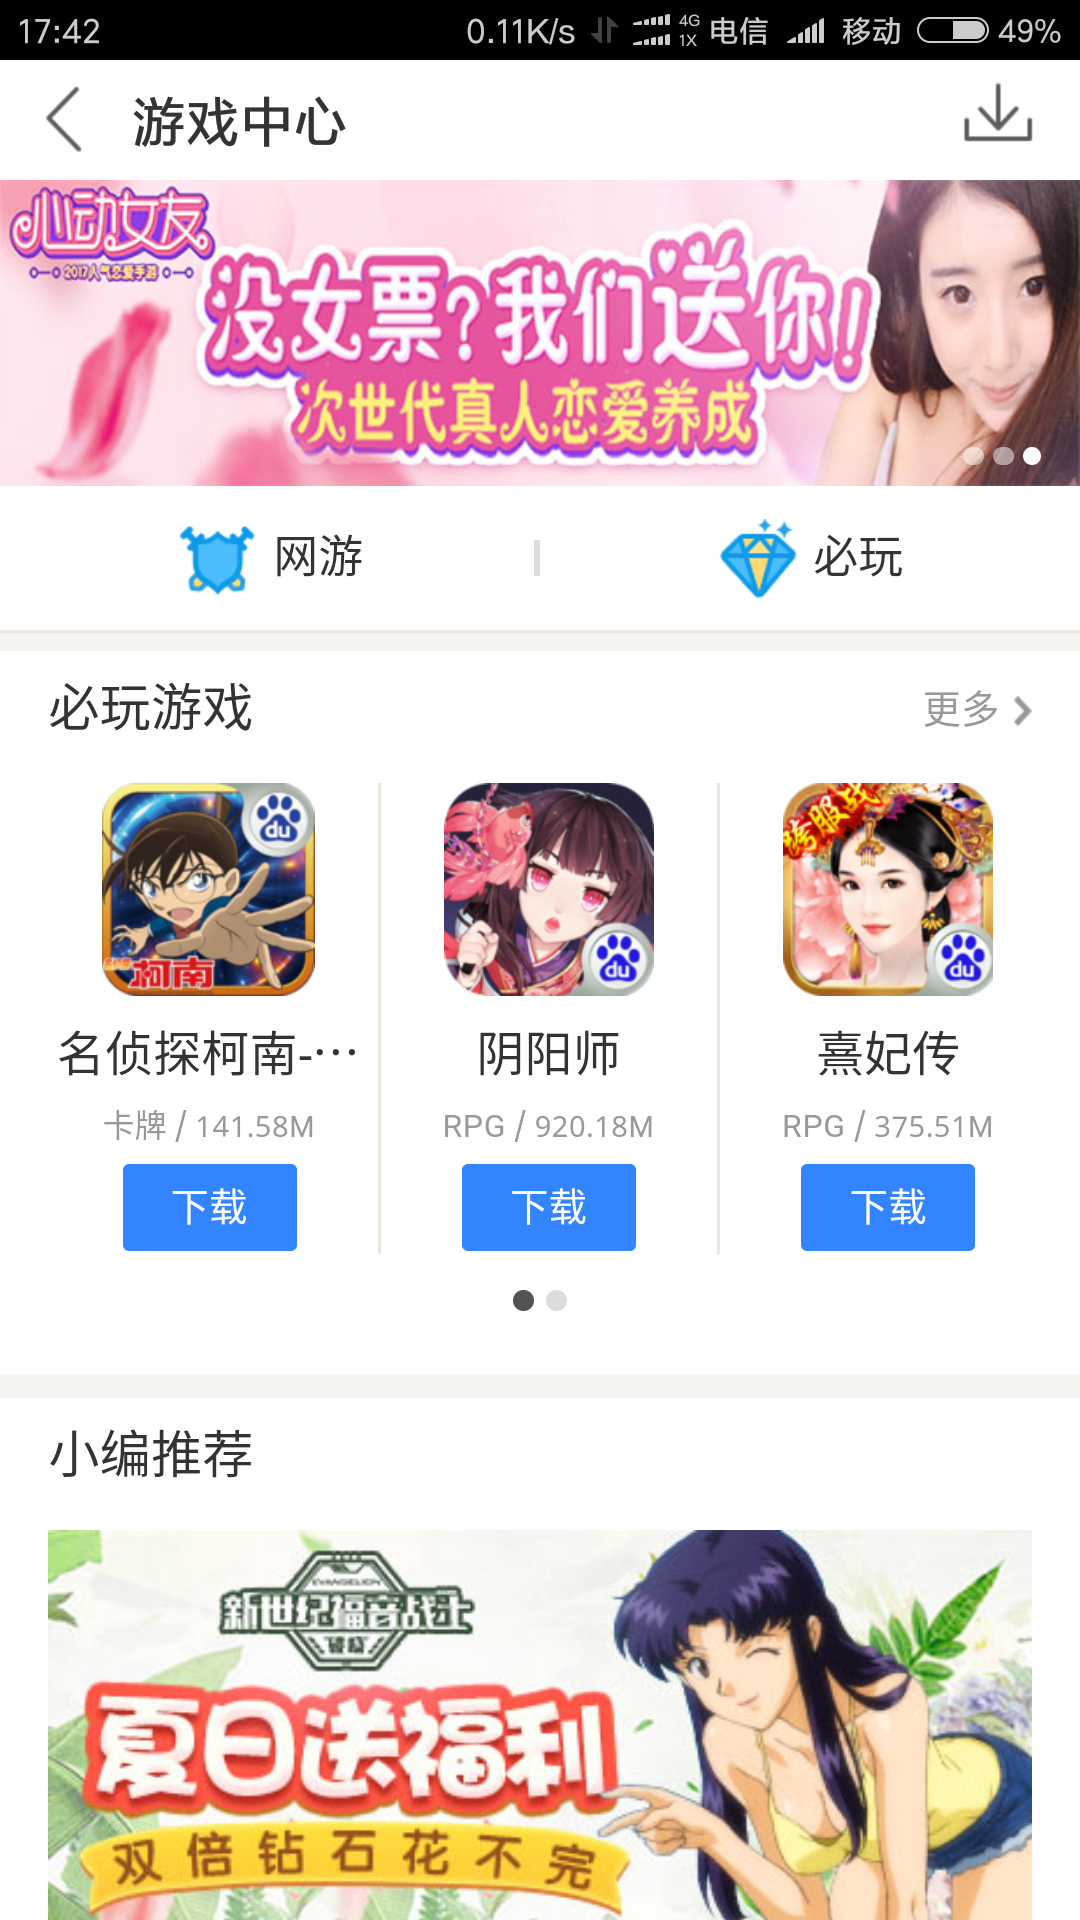 17:42 0.11K/s 4G 1X 电信 移动 49%
游戏中心
心动女友
2017人气恋爱手游
没女票?我们送你!
次世代真人恋爱养成
网游 必玩
必玩游戏 更多
du du 跨服战 du
柯南
名侦探柯南-… 阴阳师 熹妃传
卡牌 / 141.58M RPG / 920.18M RPG / 375.51M
下载 下载 下载
小编推荐
EVANGELION
新世纪福音战士
破晓
夏日送福利
双倍钻石花不完